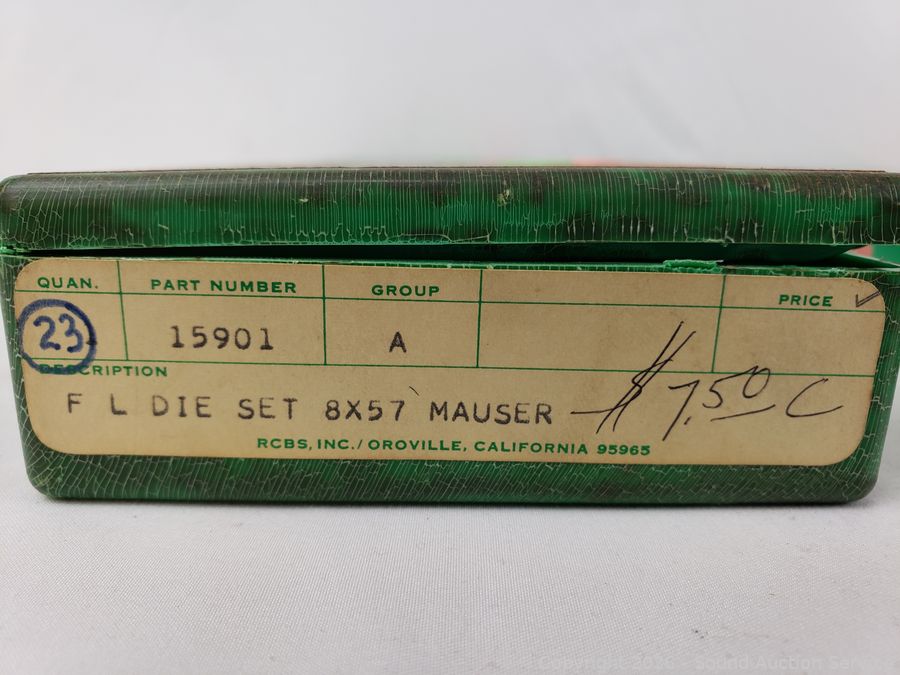 QUAN. PART NUMBER GROUP PRICE ✓
23 15901 A
DESCRIPTION
F L DIE SET 8X57 MAUSER $7.50 C
RCBS, INC./OROVILLE, CALIFORNIA 95965
Copyright 2026 - Sound Auction Service